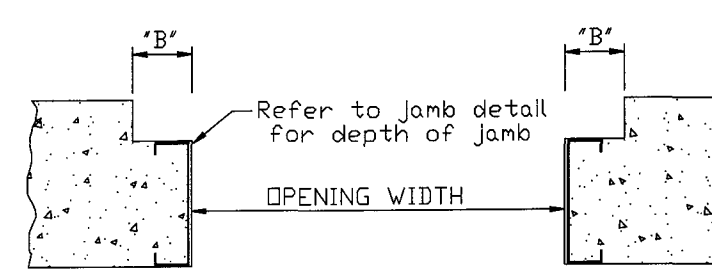 "B"
"B"
Refer to jamb detail
for depth of jamb
OPENING WIDTH